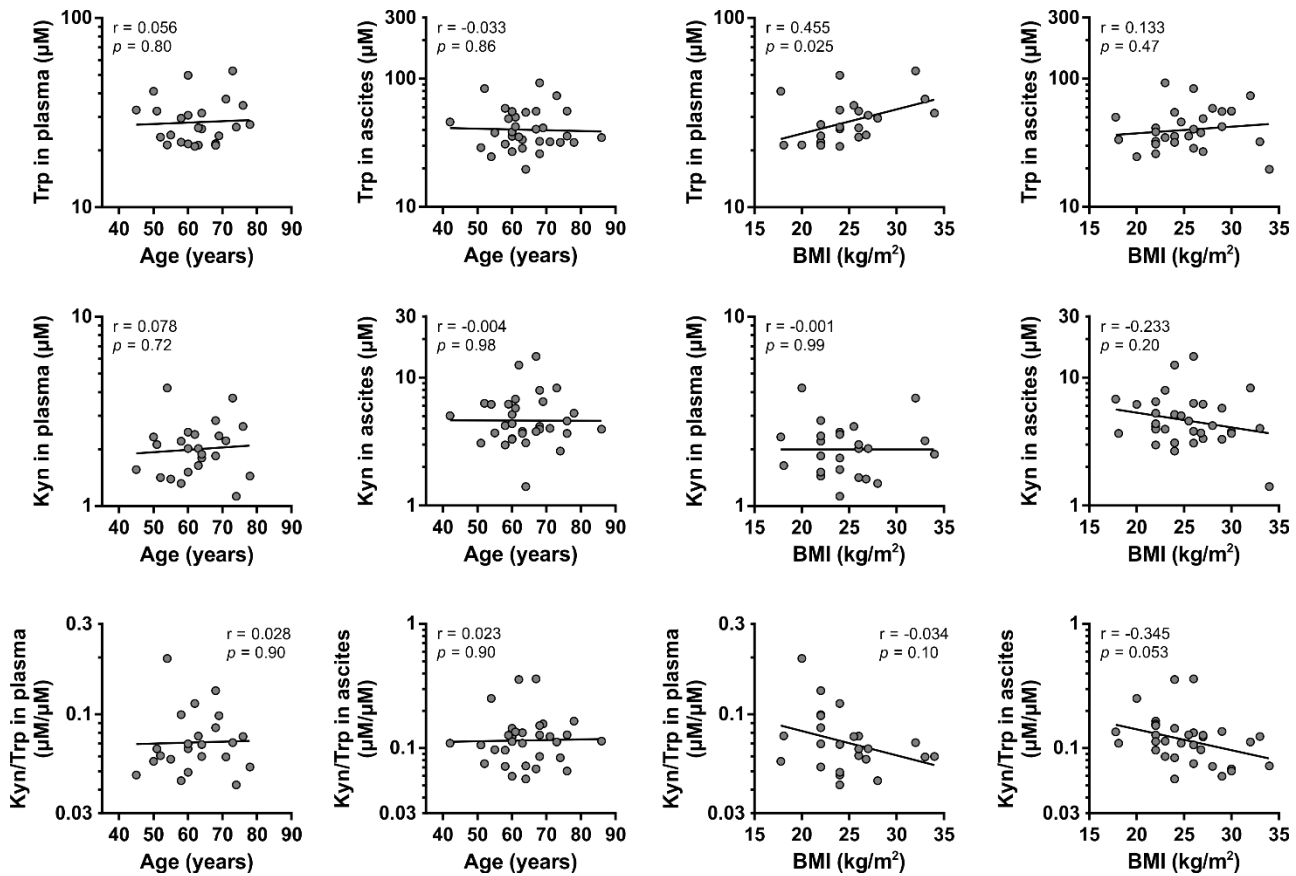 r = 0.056
p = 0.80
Trp in plasma (µM)
100
10
40 50 60 70 80 90
Age (years)
r = -0.033
p = 0.86
Trp in ascites (µM)
300
100
10
40 50 60 70 80 90
Age (years)
r = 0.455
p = 0.025
Trp in plasma (µM)
100
10
15 20 25 30 35
BMI (kg/m²)
r = 0.133
p = 0.47
Trp in ascites (µM)
300
100
10
15 20 25 30 35
BMI (kg/m²)
r = 0.078
p = 0.72
Kyn in plasma (µM)
10
1
40 50 60 70 80 90
Age (years)
r = -0.004
p = 0.98
Kyn in ascites (µM)
30
10
1
40 50 60 70 80 90
Age (years)
r = -0.001
p = 0.99
Kyn in plasma (µM)
10
1
15 20 25 30 35
BMI (kg/m²)
r = -0.233
p = 0.20
Kyn in ascites (µM)
30
10
1
15 20 25 30 35
BMI (kg/m²)
r = 0.028
p = 0.90
Kyn/Trp in plasma
(µM/µM)
0.3
0.1
0.03
40 50 60 70 80 90
Age (years)
r = 0.023
p = 0.90
Kyn/Trp in ascites
(µM/µM)
1
0.1
0.03
40 50 60 70 80 90
Age (years)
r = -0.034
p = 0.10
Kyn/Trp in plasma
(µM/µM)
0.3
0.1
0.03
15 20 25 30 35
BMI (kg/m²)
r = -0.345
p = 0.053
Kyn/Trp in ascites
(µM/µM)
1
0.1
0.03
15 20 25 30 35
BMI (kg/m²)